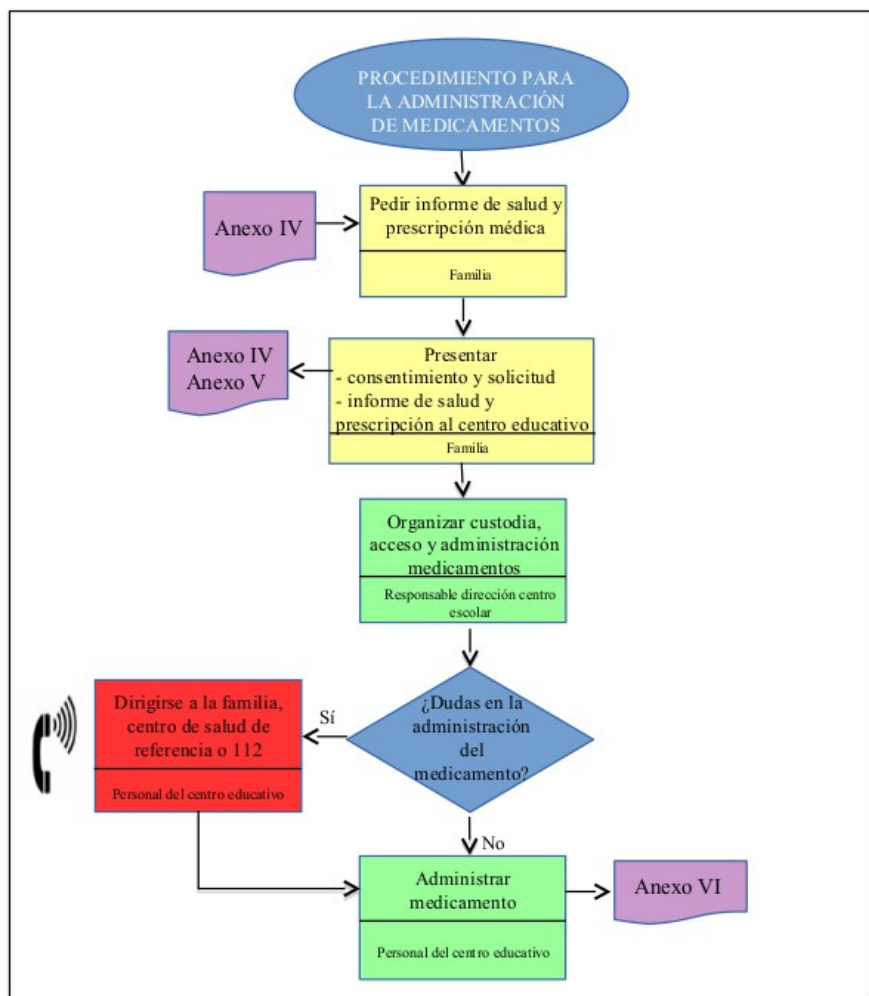 PROCEDIMIENTO PARA
LA ADMINISTRACIÓN
DE MEDICAMENTOS
Anexo IV
Pedir informe de salud y
prescripción médica
Familia
Anexo IV
Anexo V
Presentar
- consentimiento y solicitud
- informe de salud y
prescripción al centro educativo
Familia
Organizar custodia,
acceso y administración
medicamentos
Responsable dirección centro
escolar
¿Dudas en la
administración
del
medicamento?
Sí
Dirigirse a la familia,
centro de salud de
referencia o 112
Personal del centro educativo
No
Administrar
medicamento
Personal del centro educativo
Anexo VI